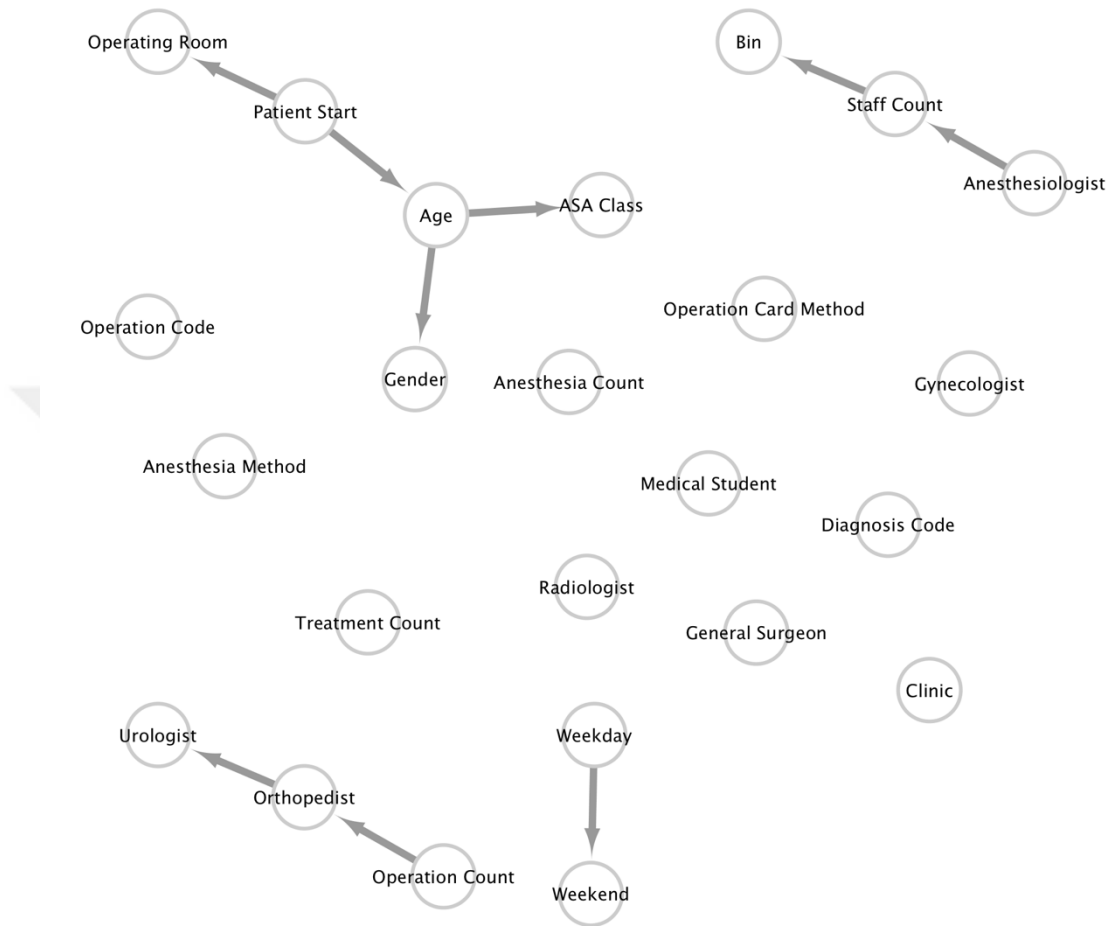 Operating Room
Bin
Patient Start
Staff Count
Anesthesiologist
Age
ASA Class
Operation Code
Operation Card Method
Gender
Anesthesia Count
Gynecologist
Anesthesia Method
Medical Student
Diagnosis Code
Radiologist
Treatment Count
General Surgeon
Clinic
Urologist
Weekday
Orthopedist
Operation Count
Weekend